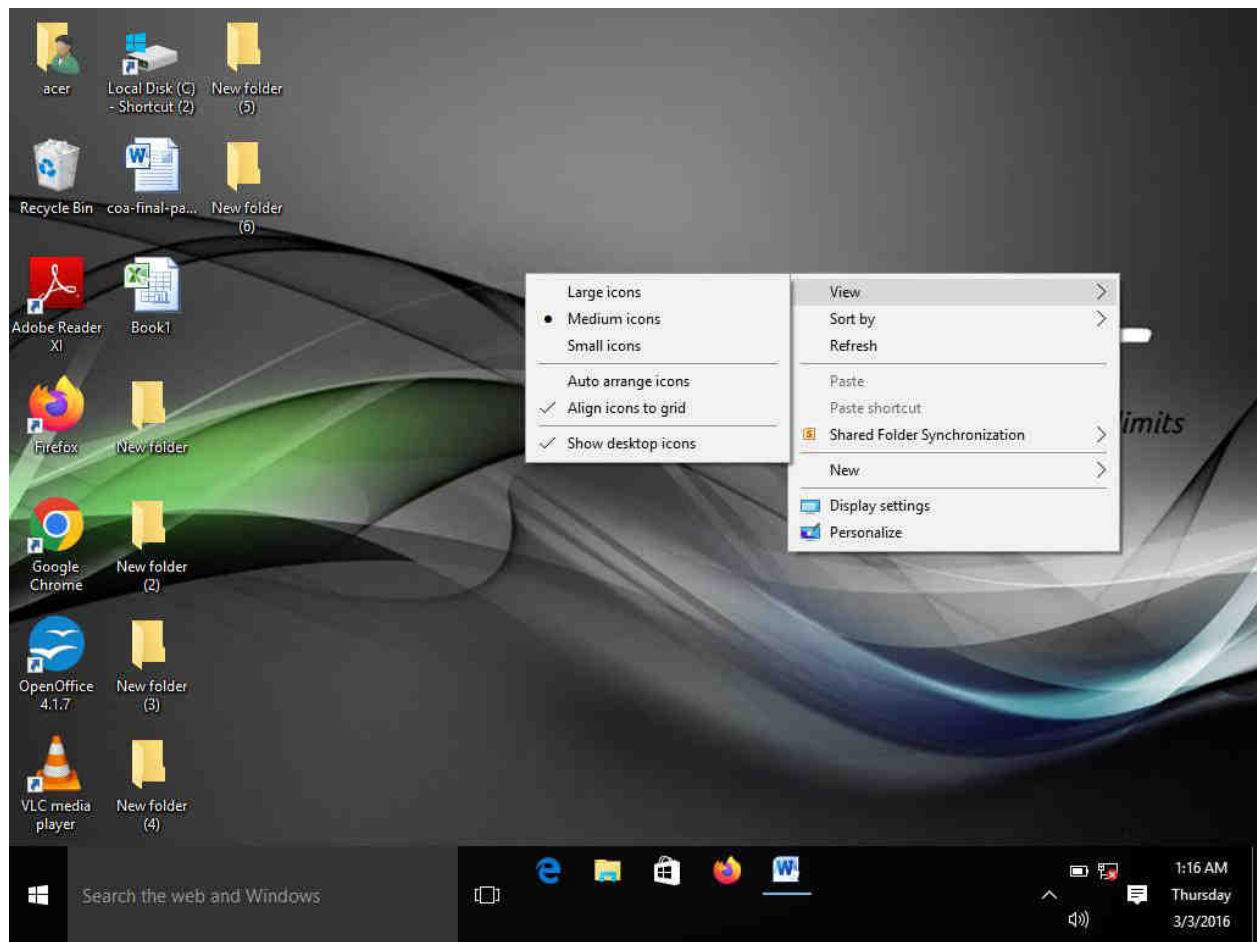 acer
Local Disk (C)
- Shortcut (2)
New folder
(5)
Recycle Bin
coa-final-pa...
New folder
(6)
Adobe Reader
XI
Book1
Firefox
New folder
Google
Chrome
New folder
(2)
OpenOffice
4.1.7
New folder
(3)
VLC media
player
New folder
(4)
Large icons
Medium icons
Small icons
Auto arrange icons
Align icons to grid
Show desktop icons
View
Sort by
Refresh
Paste
Paste shortcut
Shared Folder Synchronization
New
Display settings
Personalize
limits
Search the web and Windows
1:16 AM
Thursday
3/3/2016